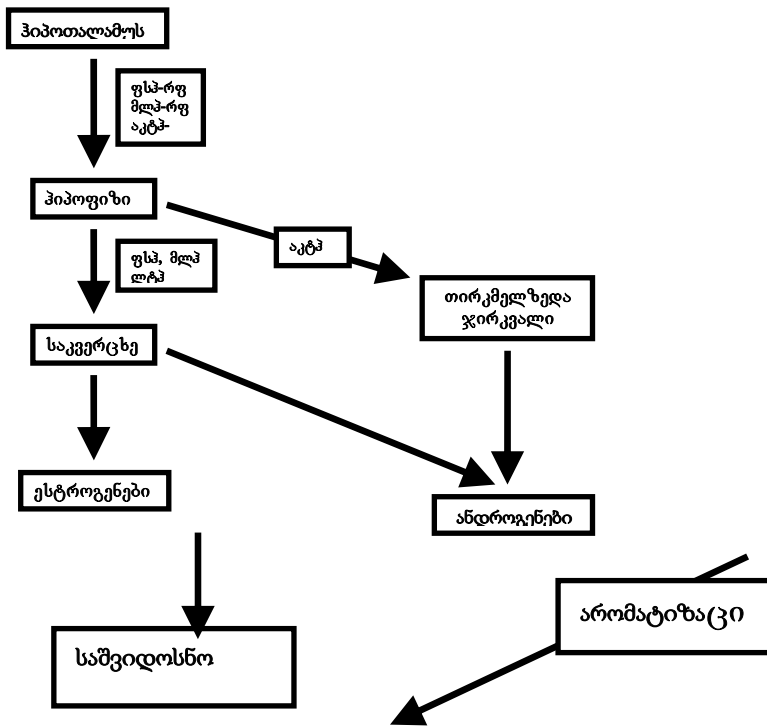 ჰიპოთალამუს
ფსჰ-რფ
მლჰ-რფ
აკტჰ-
ჰიპოფიზი
აკტჰ
ფსჰ, მლჰ
ლტჰ
თირკმელზედა
ჯირკვალი
საკვერცხე
ესტროგენები
ანდროგენები
არომატიზაცი
საშვიდოსნო